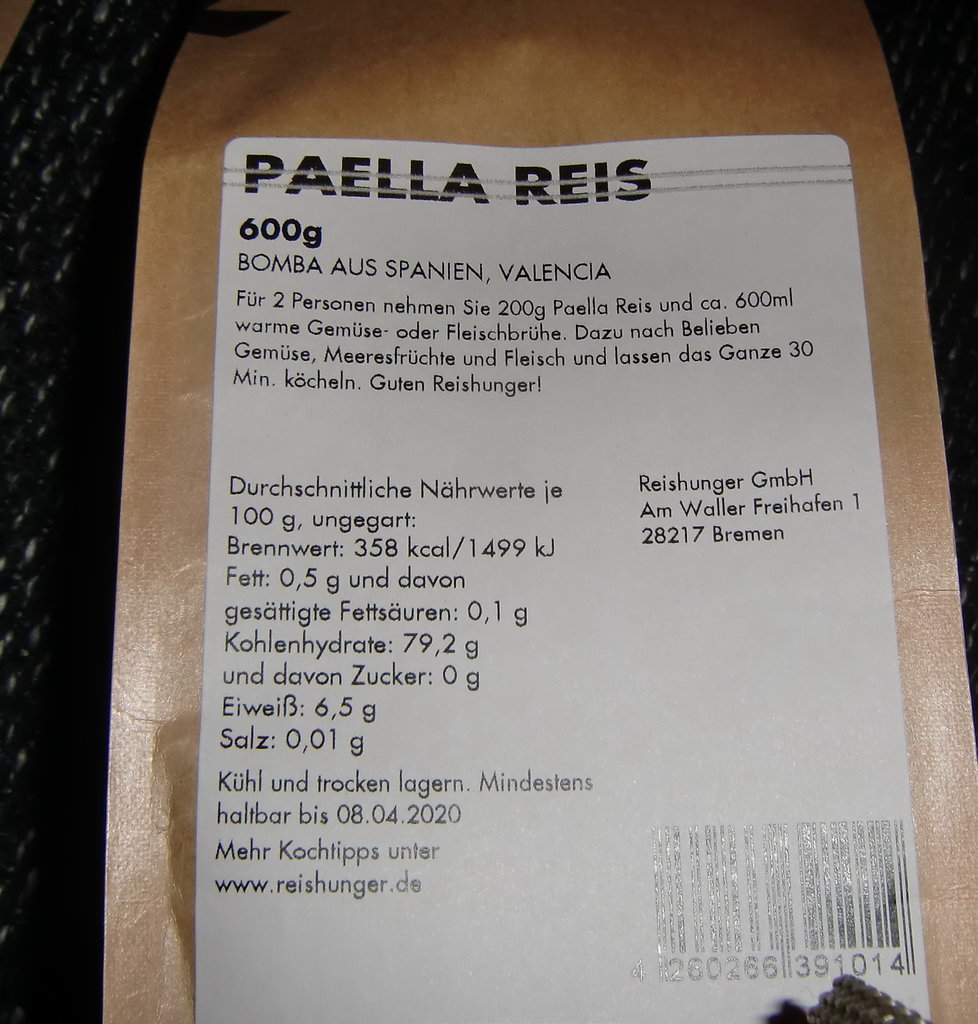 PAELLA REIS
600g
BOMBA AUS SPANIEN, VALENCIA
Für 2 Personen nehmen Sie 200g Paella Reis und ca. 600ml
warme Gemüse- oder Fleischbrühe. Dazu nach Belieben
Gemüse, Meeresfrüchte und Fleisch und lassen das Ganze 30
Min. köcheln. Guten Reishunger!
Durchschnittliche Nährwerte je
100 g, ungegart:
Brennwert: 358 kcal/1499 kJ
Fett: 0,5 g und davon
gesättigte Fettsäuren: 0,1 g
Kohlenhydrate: 79,2 g
und davon Zucker: 0 g
Eiweiß: 6,5 g
Salz: 0,01 g
Kühl und trocken lagern. Mindestens
haltbar bis 08.04.2020
Mehr Kochtipps unter
www.reishunger.de
Reishunger GmbH
Am Waller Freihafen 1
28217 Bremen
4 260266 391014